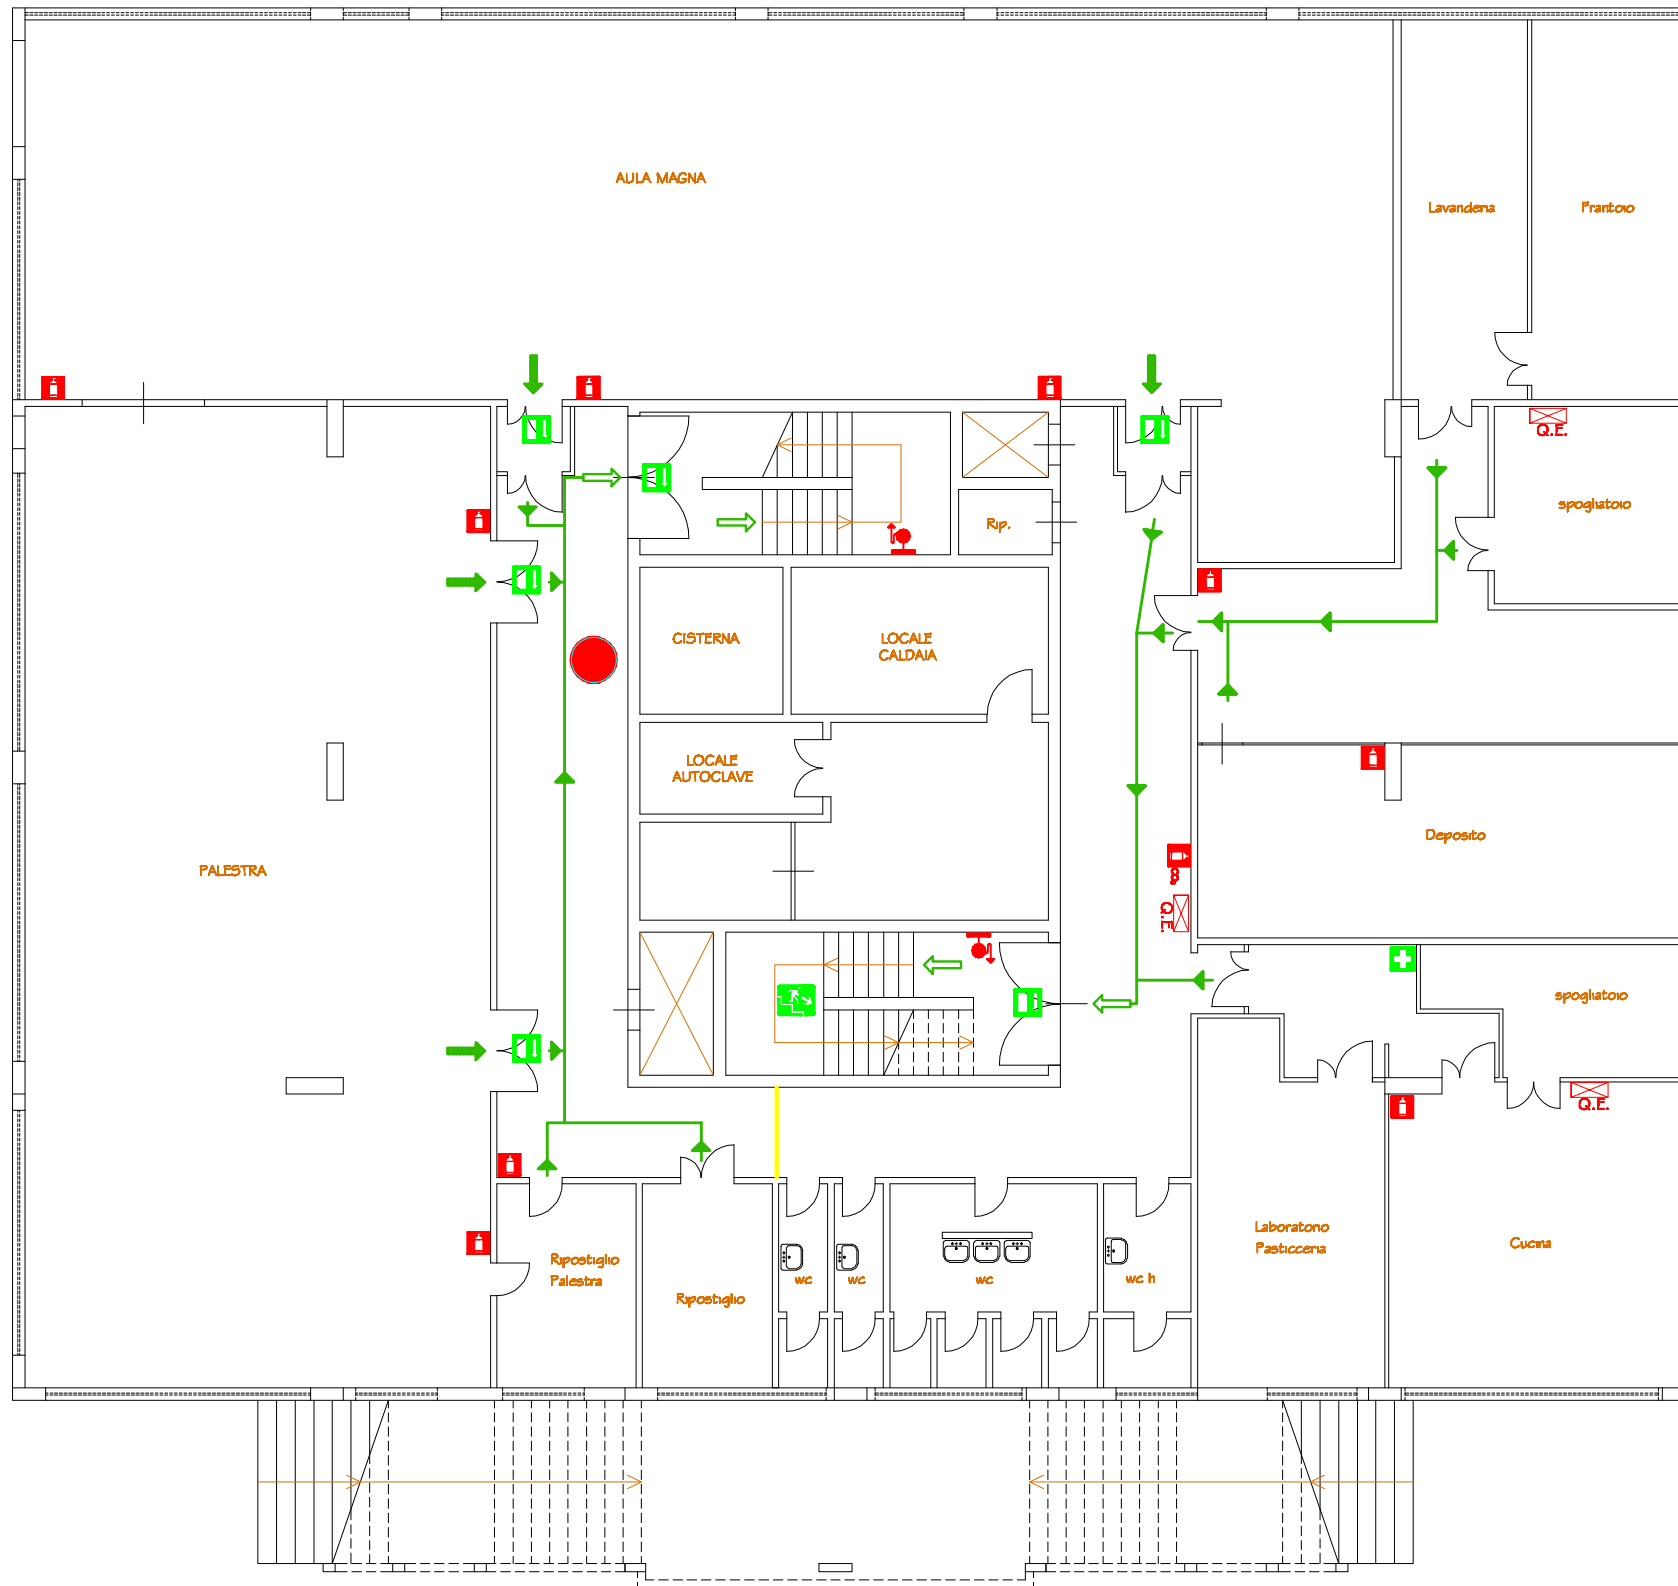 AULA MAGNA
Lavanderia
Frantoio
Q.E.
spogliatoio
Rip.
CISTERNA
LOCALE
CALDAIA
LOCALE
AUTOCLAVE
Deposito
PALESTRA
8
Q.E.
spogliatoio
Q.E.
Laboratorio
Pasticceria
Cucina
Ripostiglio
Palestra
Ripostiglio
wc
wc
wc
wc h